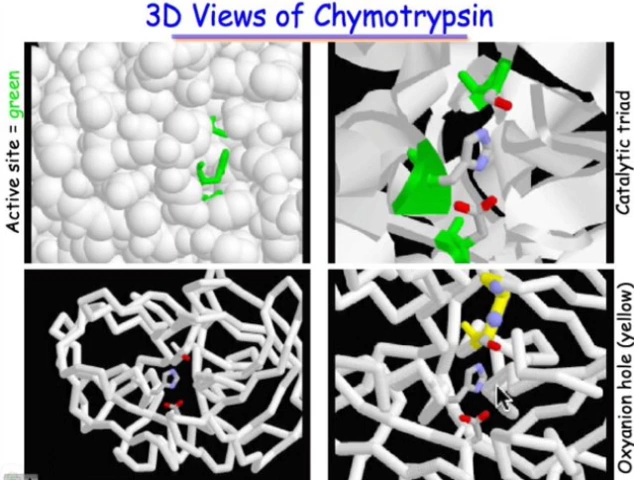 3D Views of Chymotrypsin
Active site = green
Catalytic triad
Oxyanion hole (yellow)